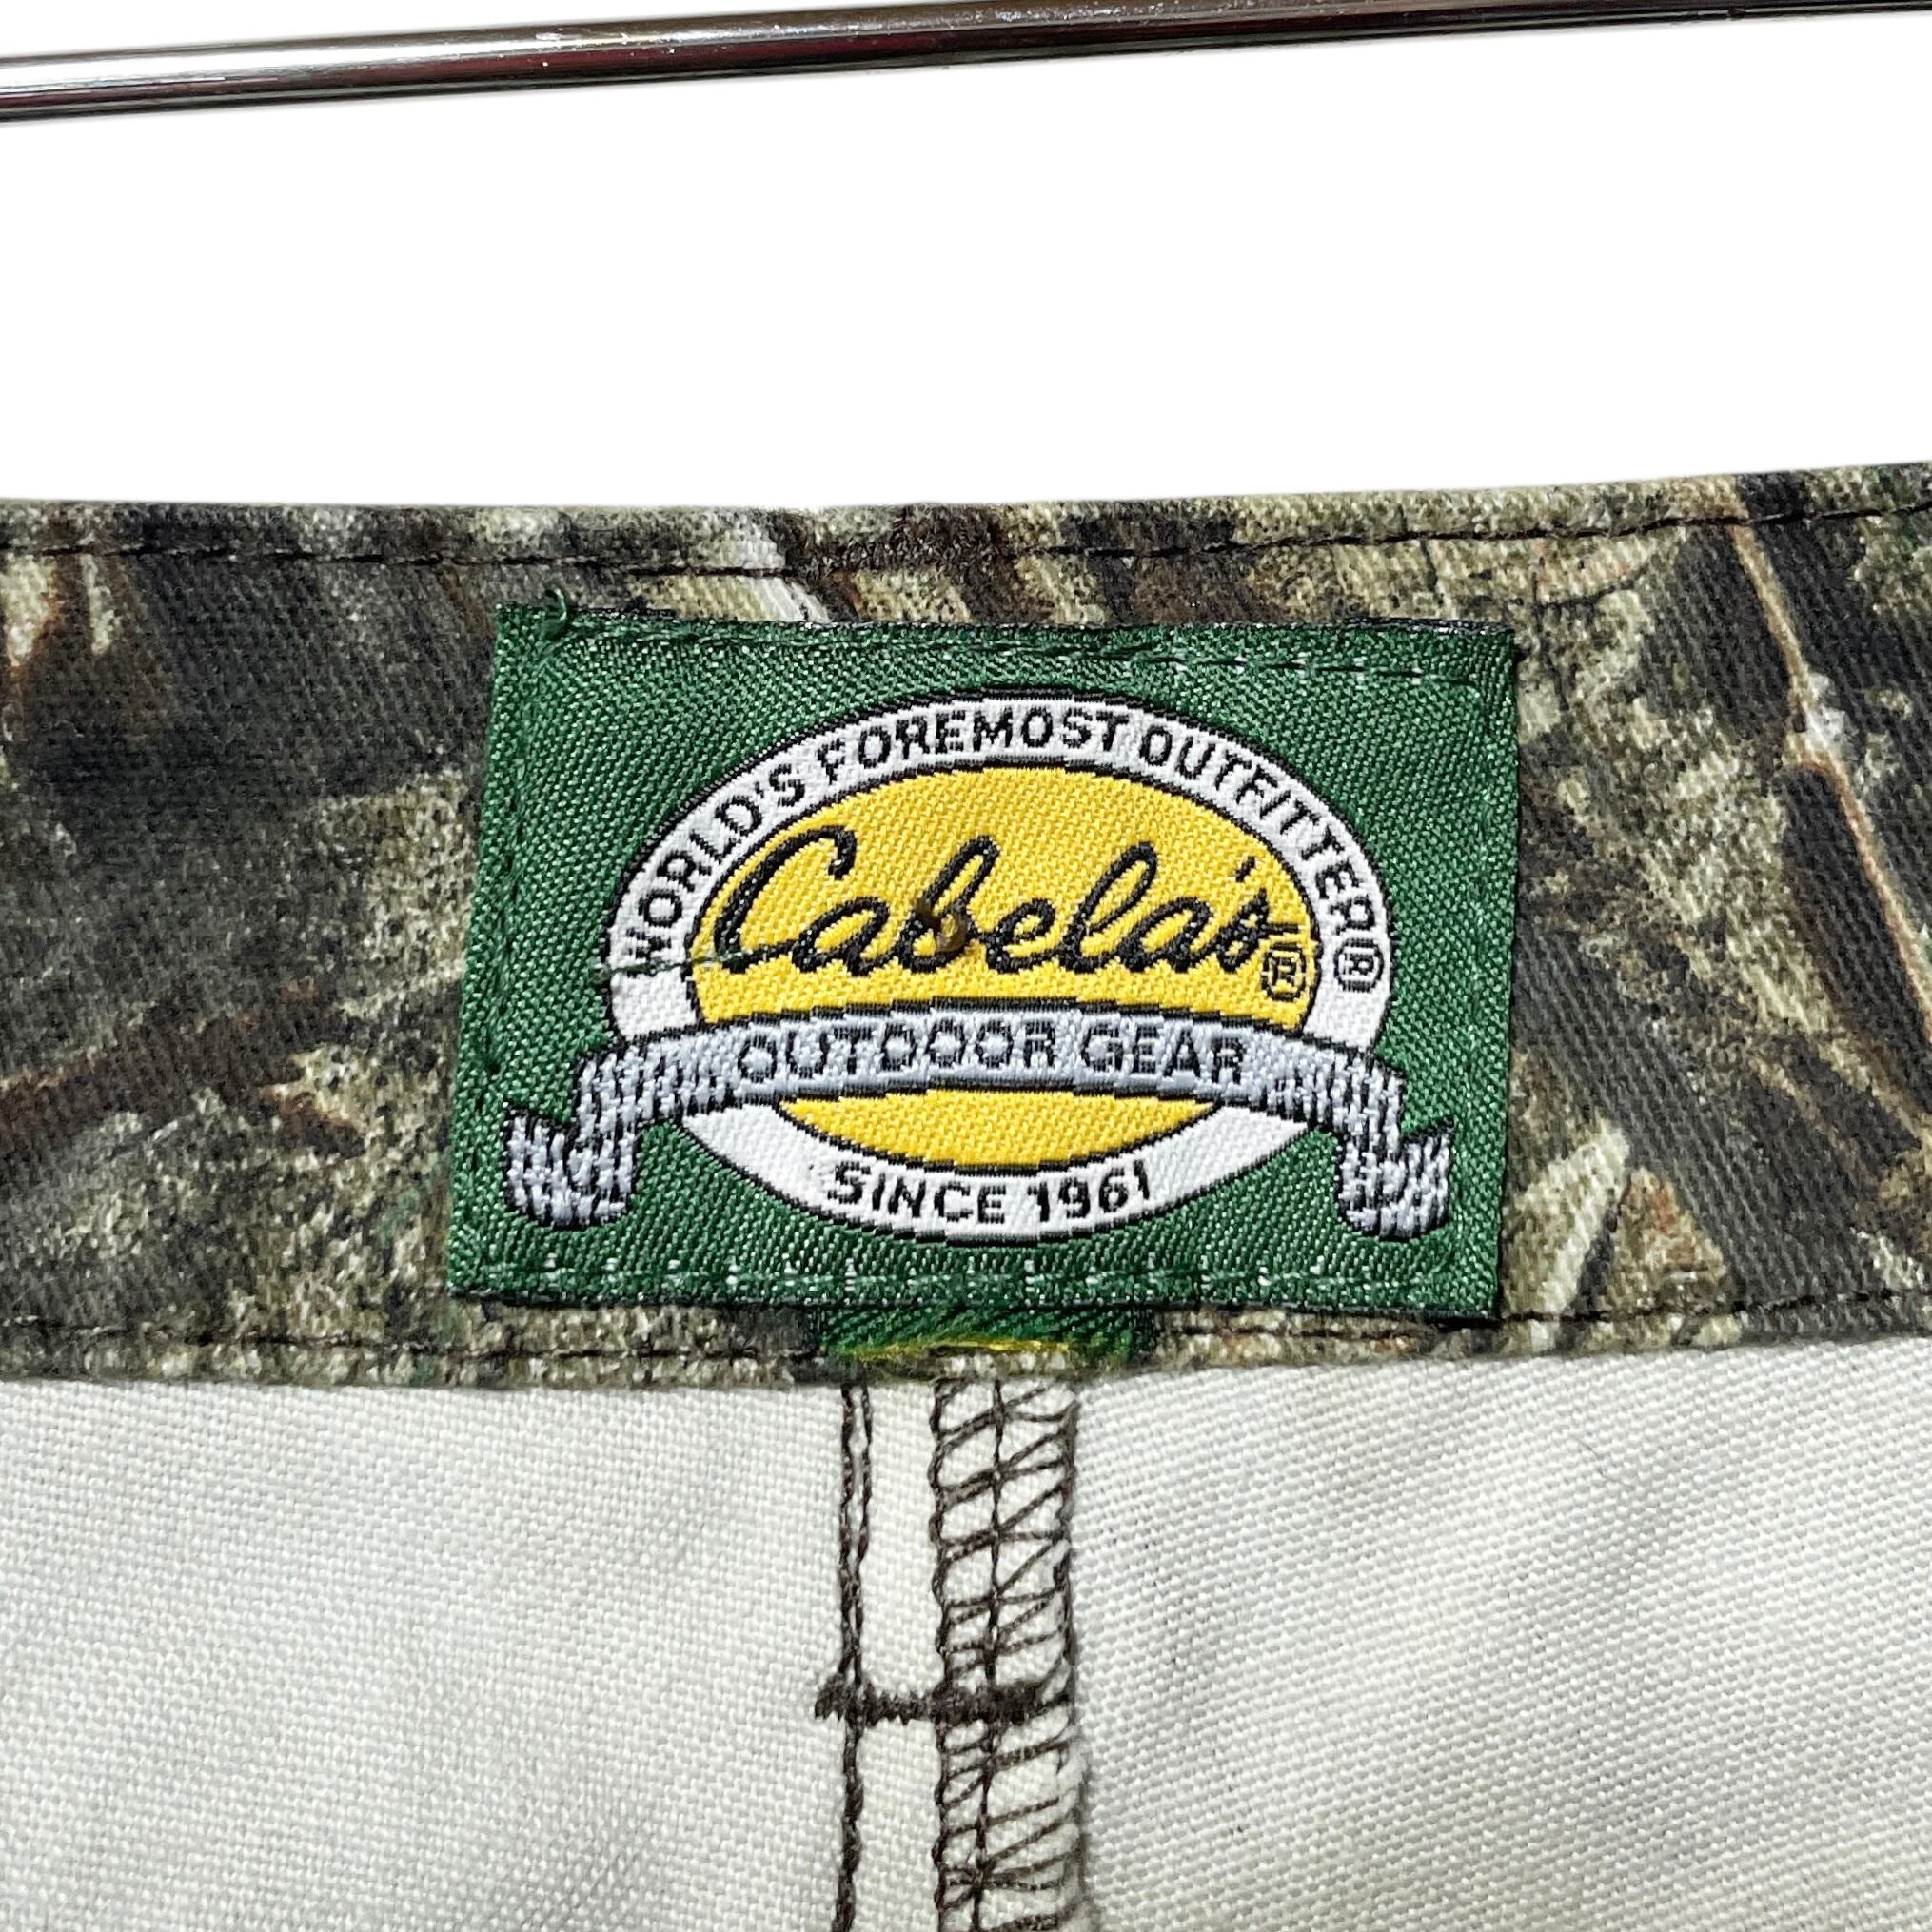 WORLD'S FOREMOST OUTFITTER®
Cabela's®
OUTDOOR GEAR
SINCE 1961